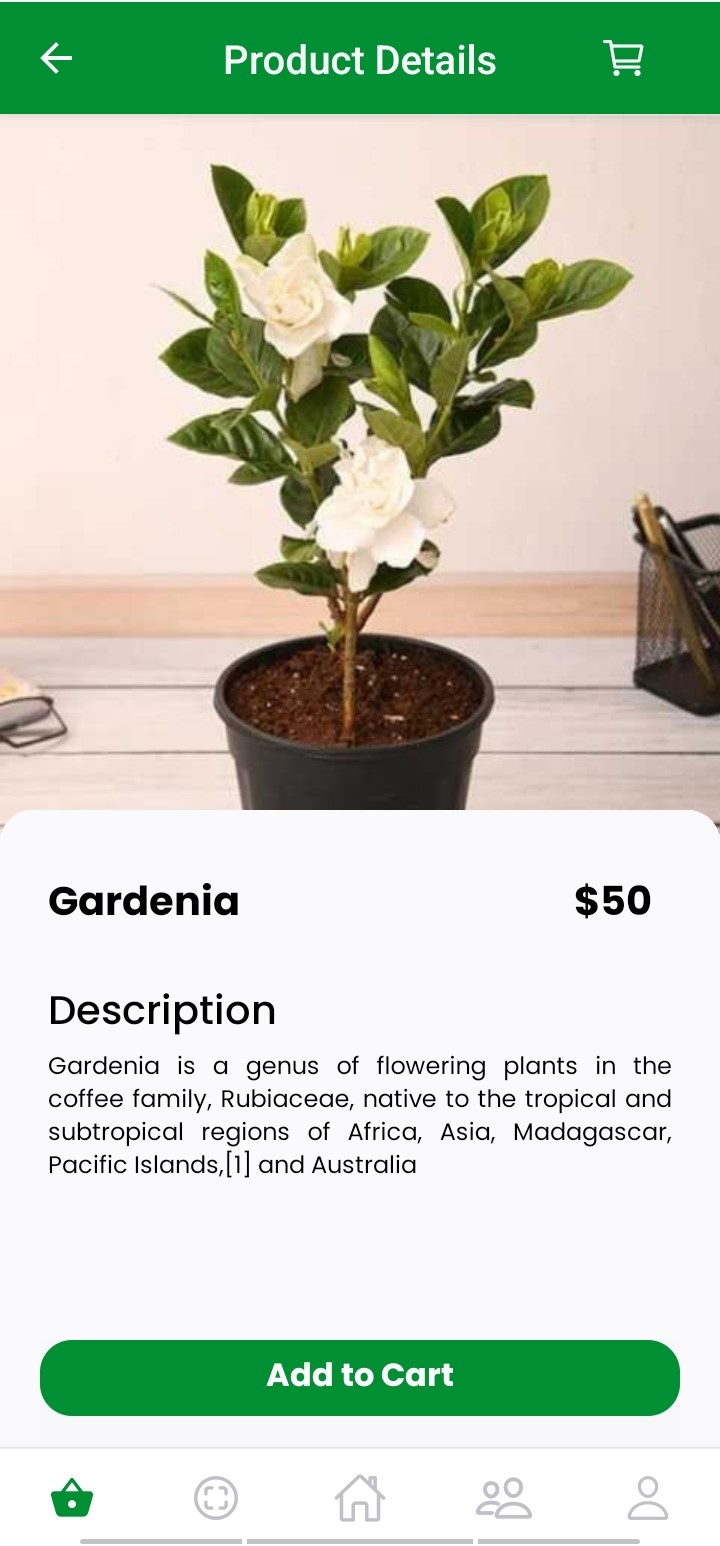 Product Details
Gardenia
$50
Description
Gardenia is a genus of flowering plants in the
coffee family, Rubiaceae, native to the tropical and
subtropical regions of Africa, Asia, Madagascar,
Pacific Islands,[1] and Australia
Add to Cart